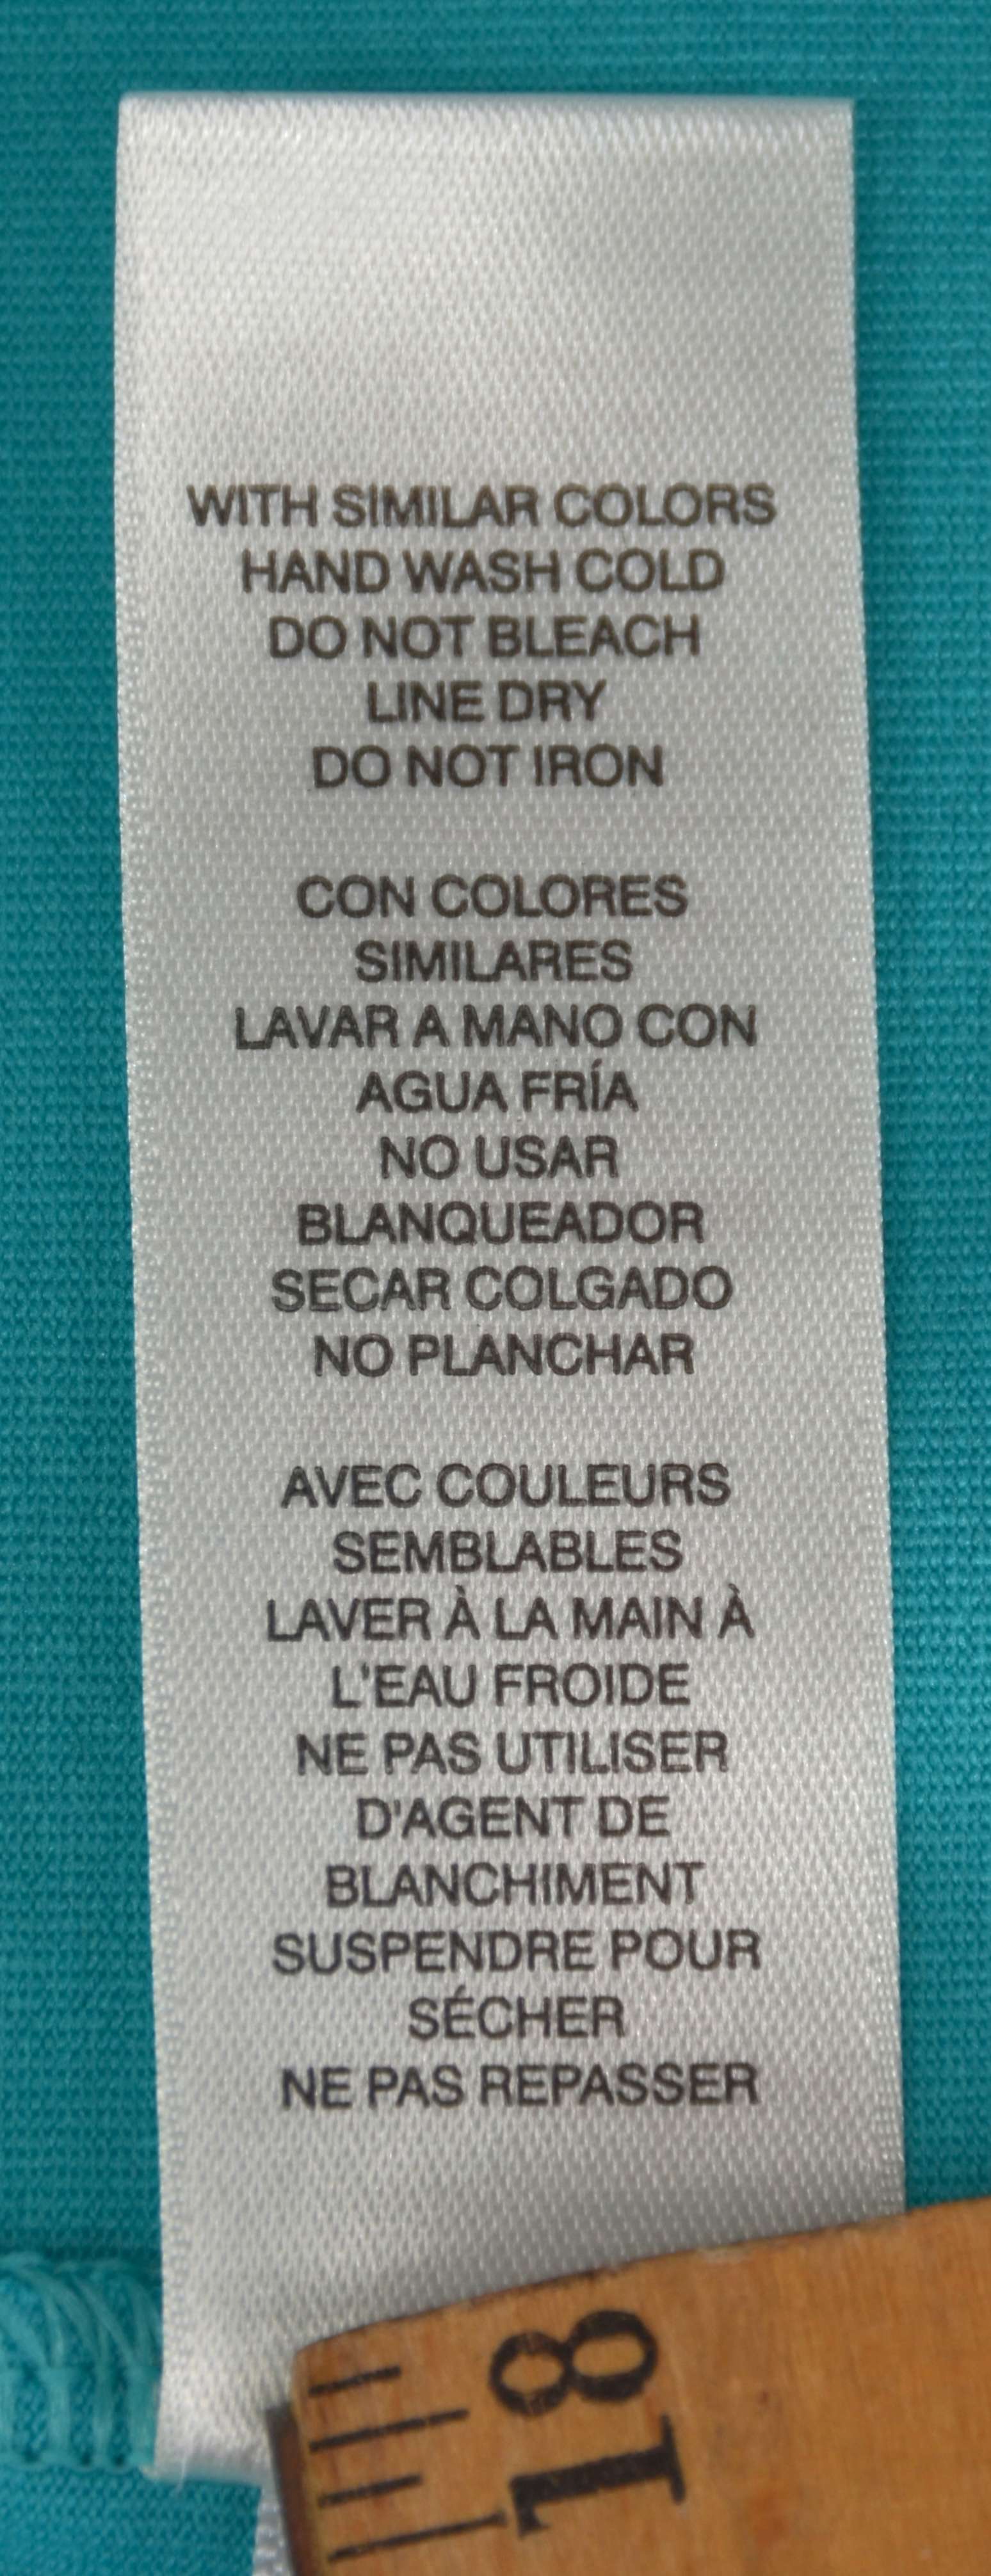 WITH SIMILAR COLORS
HAND WASH COLD
DO NOT BLEACH
LINE DRY
DO NOT IRON
CON COLORES
SIMILARES
LAVAR A MANO CON
AGUA FRÍA
NO USAR
BLANQUEADOR
SECAR COLGADO
NO PLANCHAR
AVEC COULEURS
SEMBLABLES
LAVER À LA MAIN À
L'EAU FROIDE
NE PAS UTILISER
D'AGENT DE
BLANCHIMENT
SUSPENDRE POUR
SÉCHER
NE PAS REPASSER
18